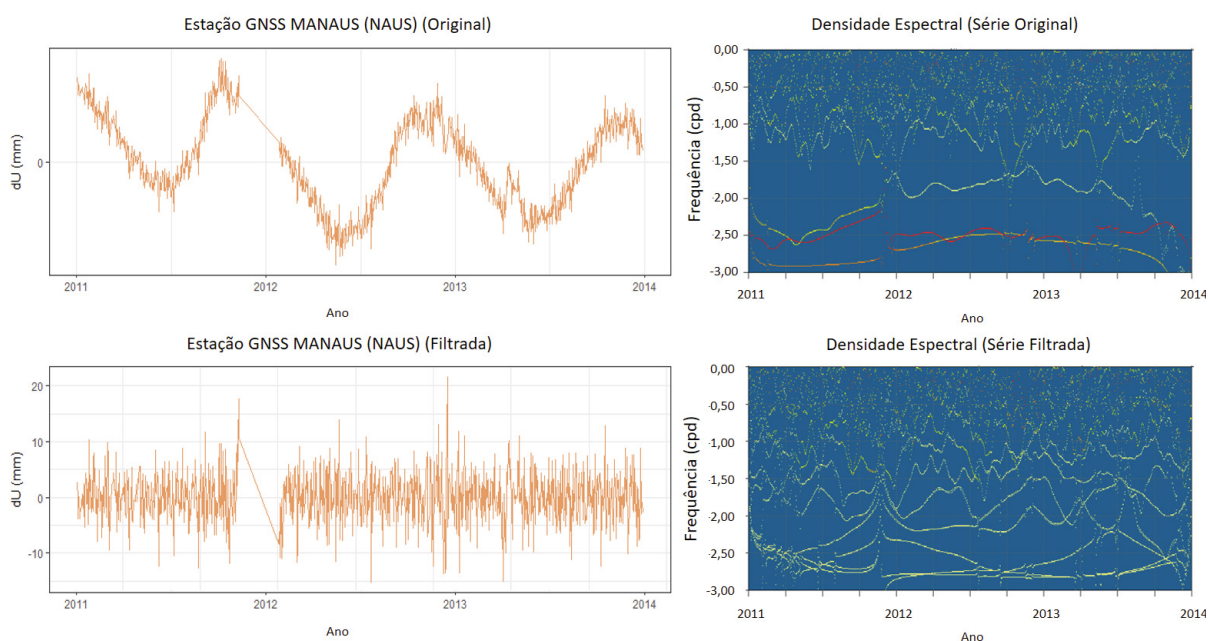 Estação GNSS MANAUS (NAUS) (Original)
dU (mm)
0
2011
2012
2013
2014
Ano
Densidade Espectral (Série Original)
Frequência (cpd)
0,00
-0,50
-1,00
-1,50
-2,00
-2,50
-3,00
2011
2012
2013
2014
Ano
Estação GNSS MANAUS (NAUS) (Filtrada)
dU (mm)
20
10
0
-10
2011
2012
2013
2014
Ano
Densidade Espectral (Série Filtrada)
Frequência (cpd)
0,00
-0,50
-1,00
-1,50
-2,00
-2,50
-3,00
2011
2012
2013
2014
Ano